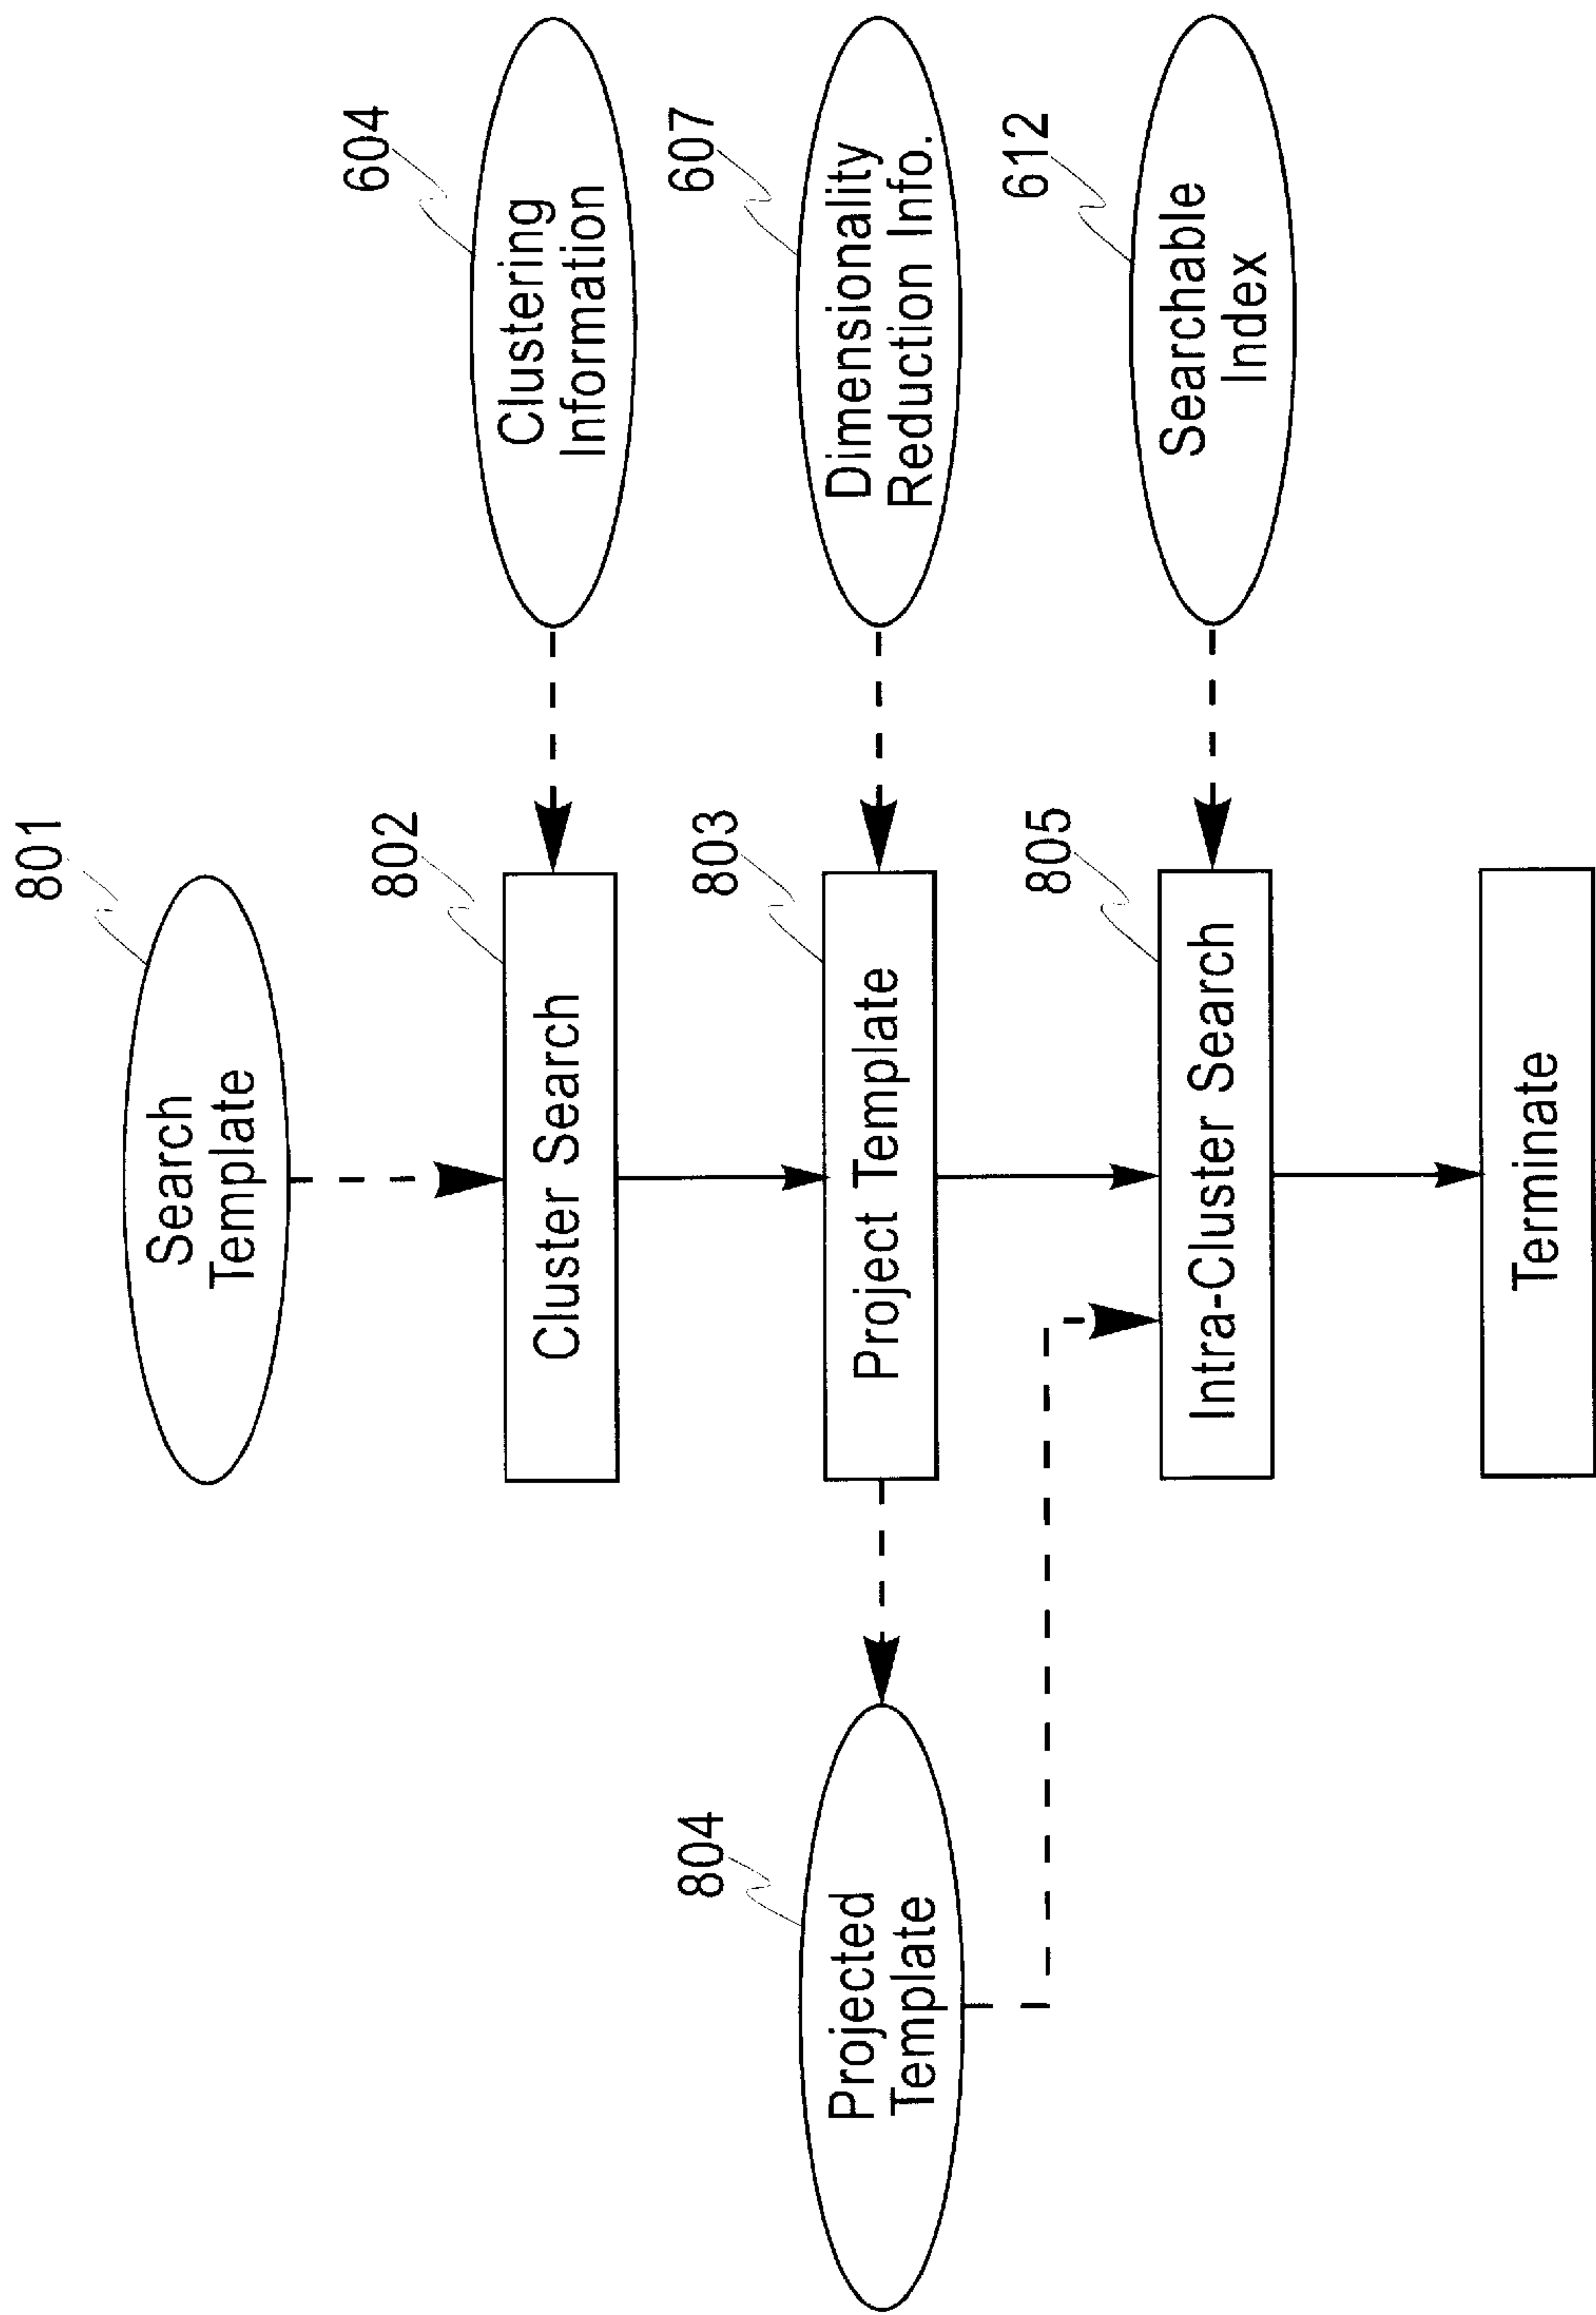 801
Search
Template
604
Clustering
Information
802
Cluster Search
607
Dimensionality
Reduction Info.
803
Project Template
804
Projected
Template
612
Searchable
Index
805
Intra-Cluster Search
Terminate